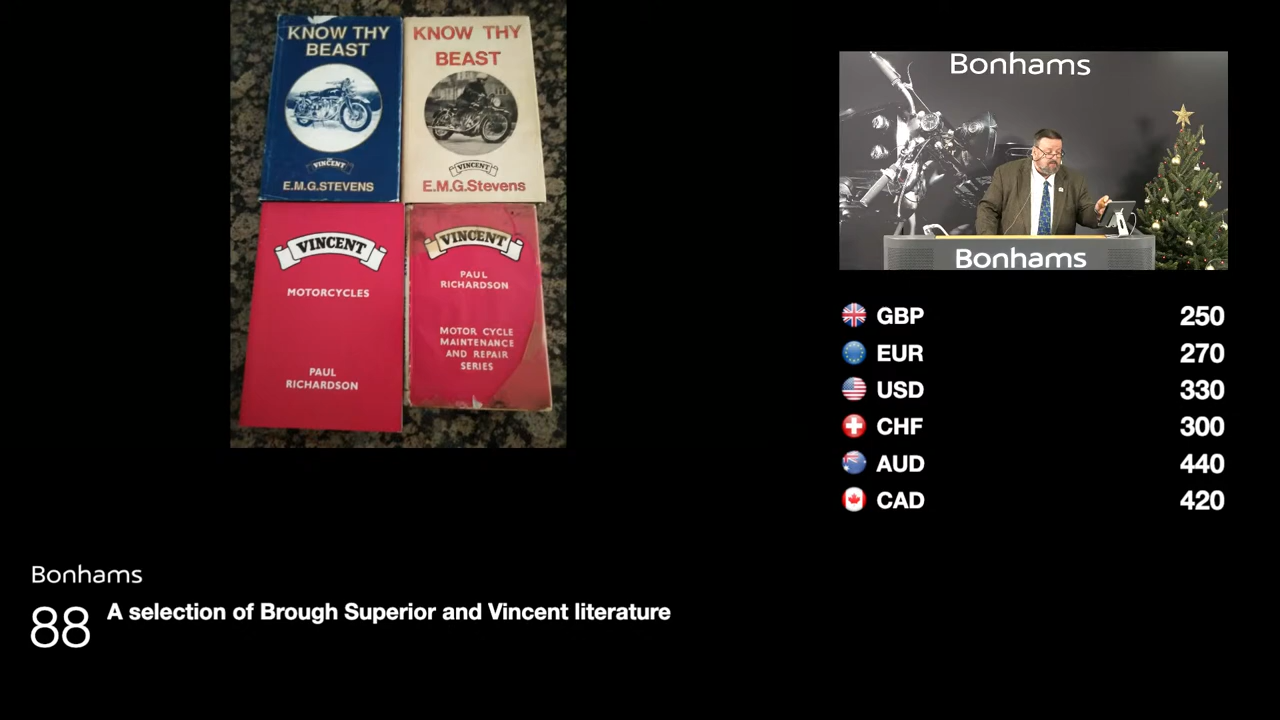 KNOW THY
BEAST
VINCENT
E.M.G.STEVENS
KNOW THY
BEAST
VINCENT
E.M.G.Stevens
VINCENT
MOTORCYCLES
PAUL
RICHARDSON
VINCENT
PAUL
RICHARDSON
MOTOR CYCLE
MAINTENANCE
AND REPAIR
SERIES
Bonhams
Bonhams
GBP 250
EUR 270
USD 330
CHF 300
AUD 440
CAD 420
Bonhams
88 A selection of Brough Superior and Vincent literature